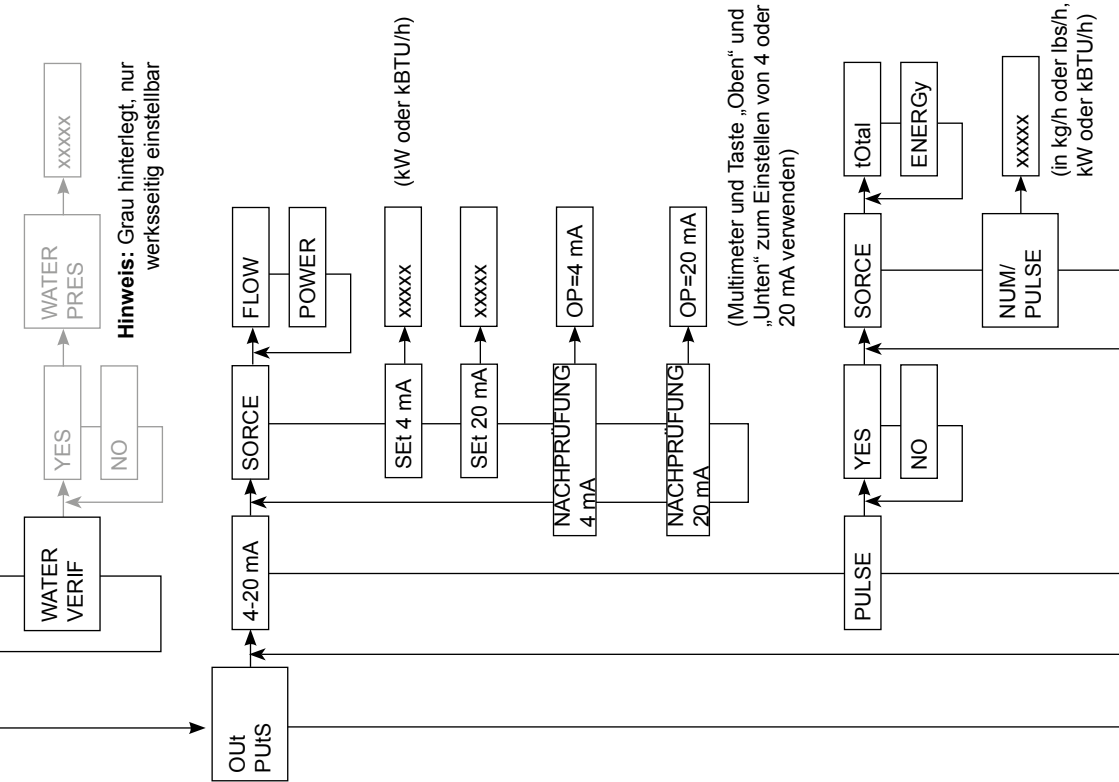 WATER
VERIF
YES
NO
WATER
PRES
xxxxx
Hinweis: Grau hinterlegt, nur
werksseitig einstellbar
OUt
PUtS
4-20 mA
SORCE
FLOW
POWER
SEt 4 mA
xxxxx
(kW oder kBTU/h)
SEt 20 mA
xxxxx
NACHPRÜFUNG
4 mA
OP=4 mA
NACHPRÜFUNG
20 mA
OP=20 mA
(Multimeter und Taste „Oben“ und
„Unten“ zum Einstellen von 4 oder
20 mA verwenden)
PULSE
YES
NO
SORCE
tOtal
ENERGy
NUM/
PULSE
xxxxx
(in kg/h oder lbs/h,
kW oder kBTU/h)